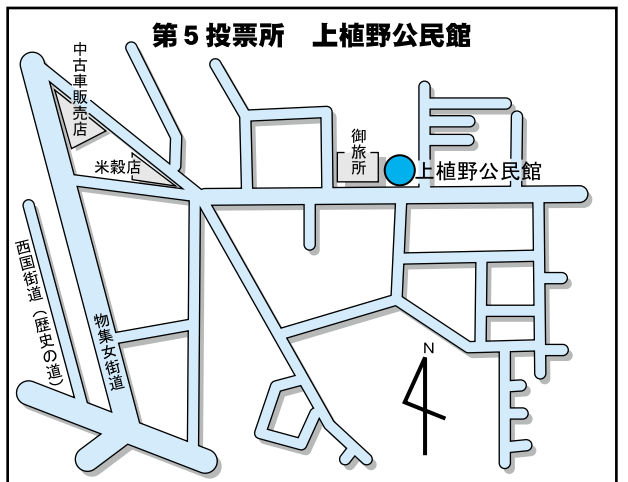 第5投票所　上植野公民館
中古車販売店
米穀店
御旅所
上植野公民館
西国街道（歴史の道）
物集女街道
N